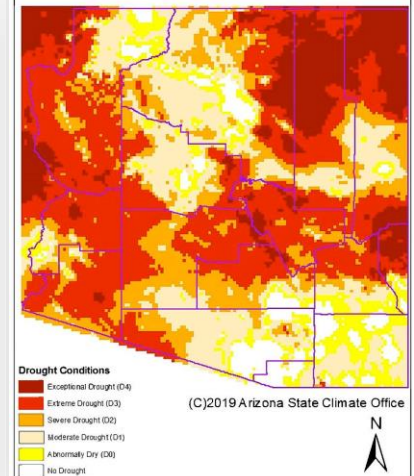 Drought Conditions
Exceptional Drought (D4)
Extreme Drought (D3)
Severe Drought (D2)
Moderate Drought (D1)
Abnormally Dry (D0)
No Drought
(C)2019 Arizona State Climate Office
N